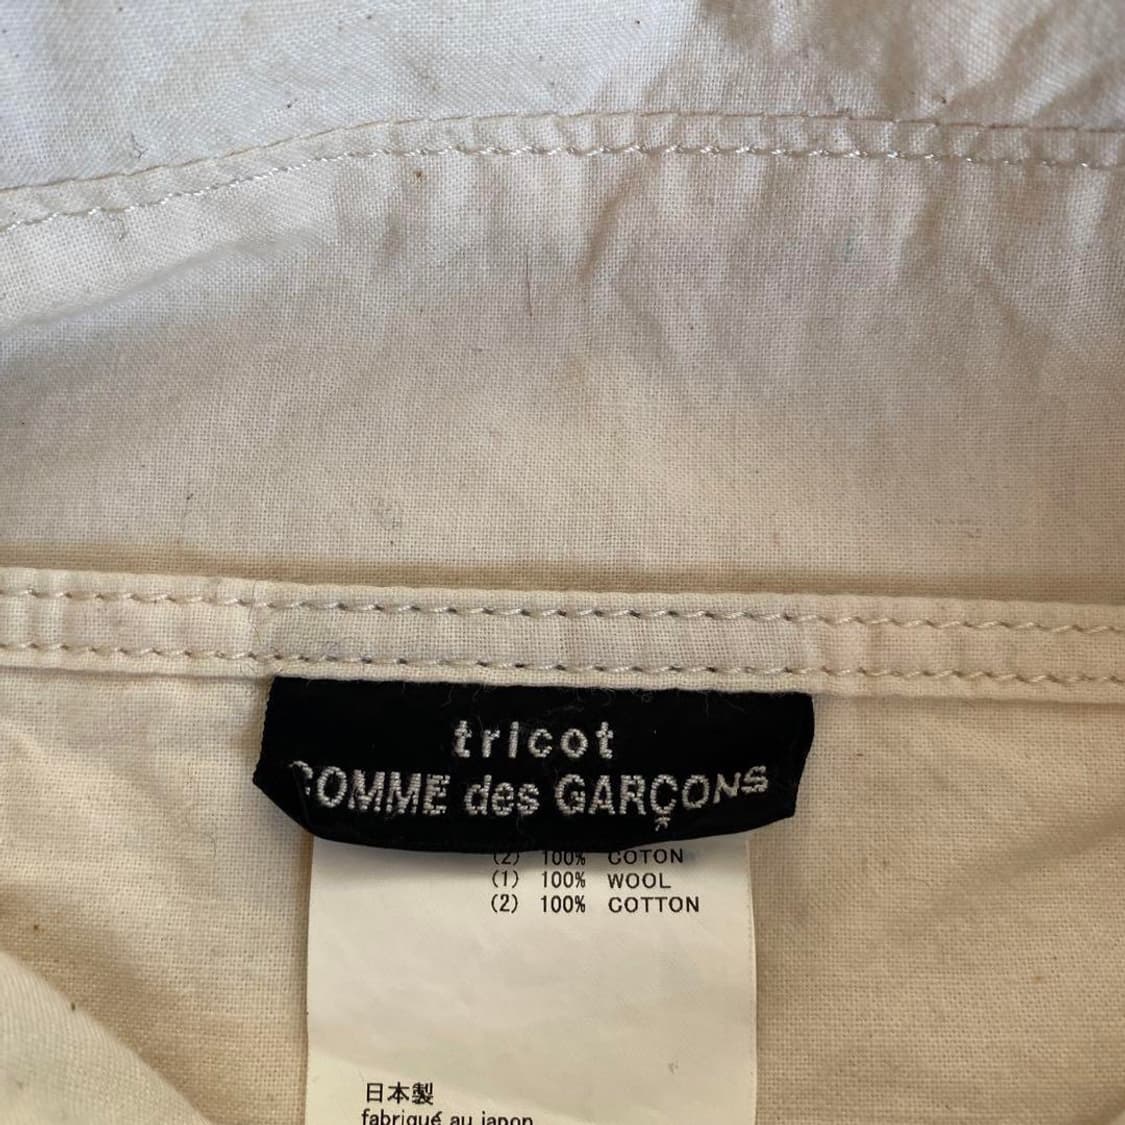 tricot
COMME des GARÇONS
(2) 100% COTON
(1) 100% WOOL
(2) 100% COTTON
日本製
fabriqué au japon